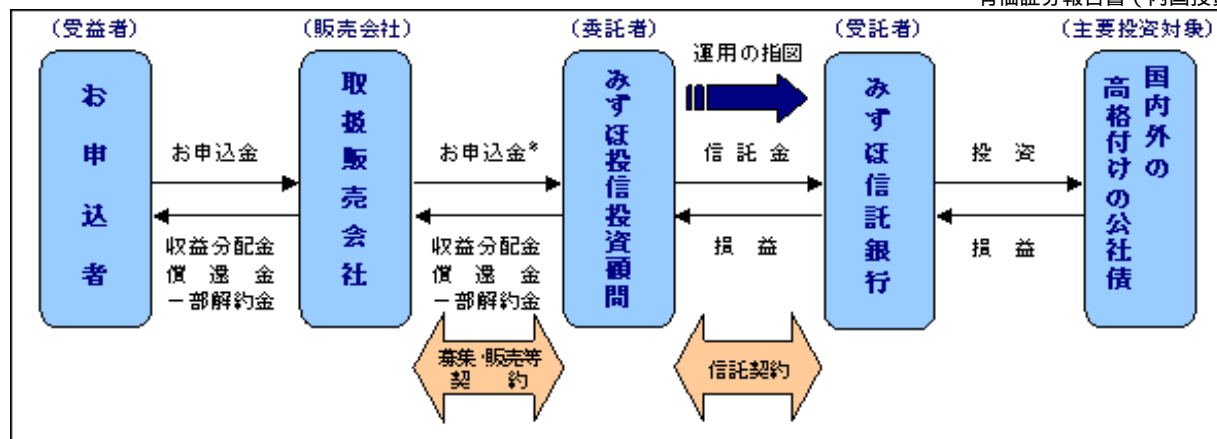 (受益者)
(販売会社)
(委託者)
(受託者)
(主要投資対象)
お申込者
お申込金
収益分配金
償還金
一部解約金
取扱販売会社
お申込金*
収益分配金
償還金
一部解約金
募集・販売等
契約
みずほ投信投資顧問
運用の指図
信託金
損益
信託契約
みずほ信託銀行
投資
損益
国内外の
高格付けの公社債